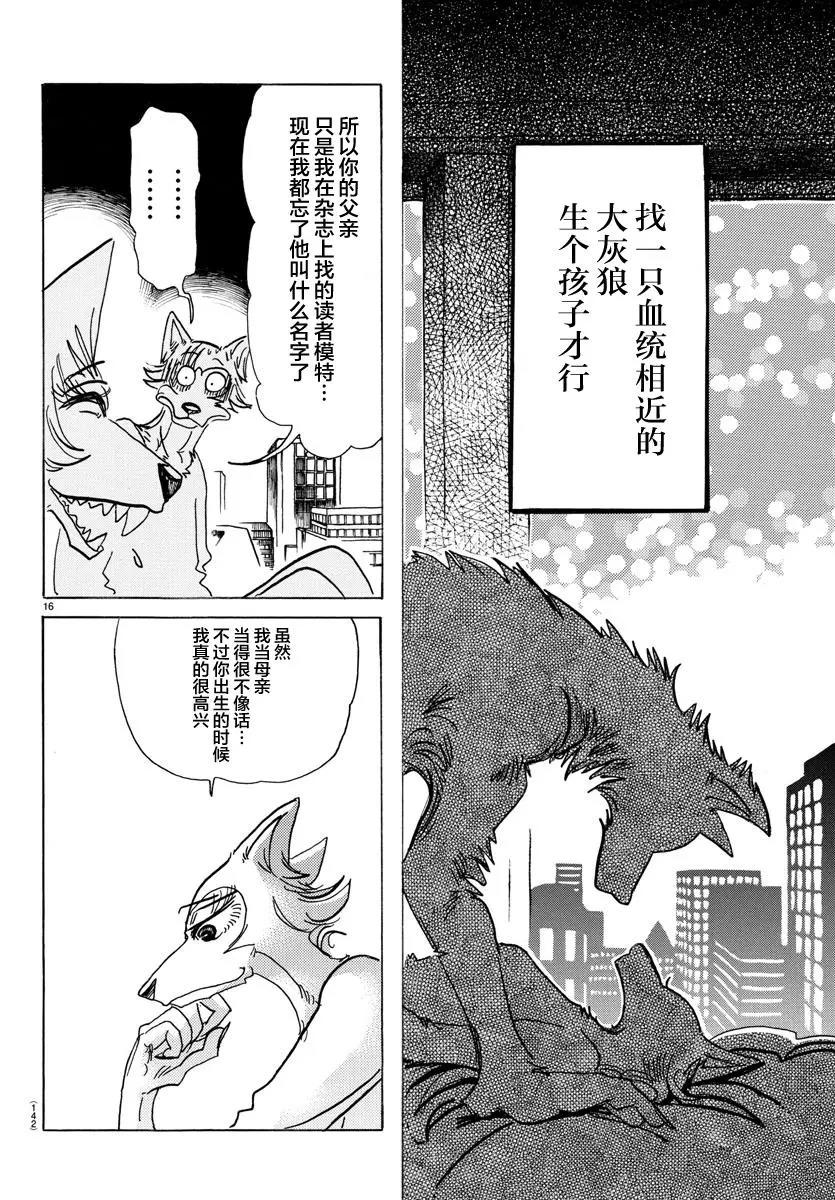 找一只血统相近的
大灰狼
生个孩子才行
所以你的父亲
只是我在杂志上找的读者模特…
现在我都忘了他叫什么名字了
………
………
16
虽然
我当母亲
当得很不像话…
不过你出生的时候
我真的很高兴
(142)